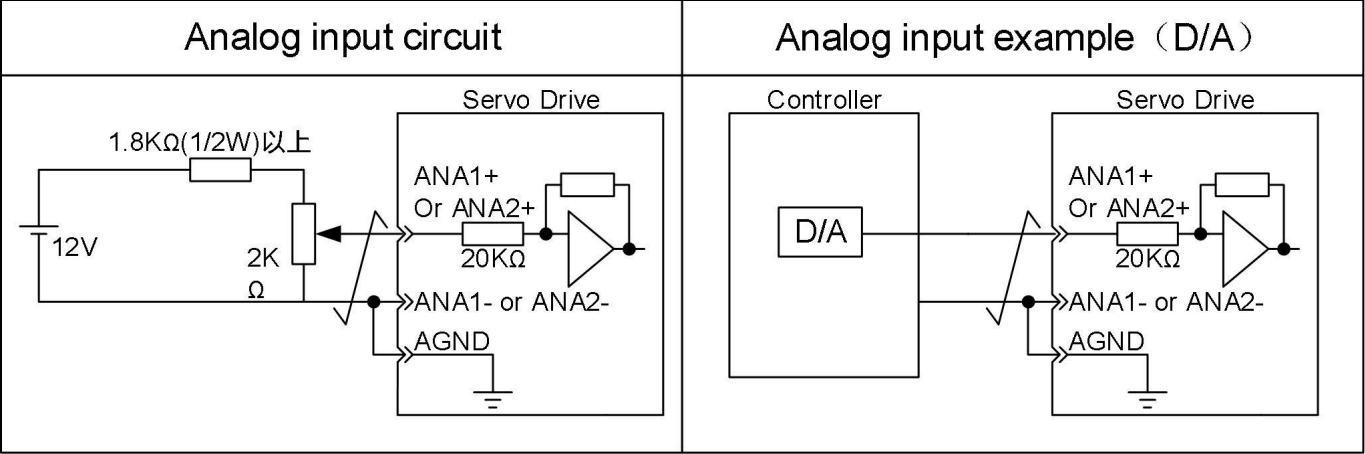 Analog input circuit
Analog input example（D/A）
Servo Drive
1.8KΩ(1/2W)以上
12V
2K
Ω
ANA1+
Or ANA2+
20KΩ
ANA1- or ANA2-
AGND
Controller
D/A
Servo Drive
ANA1+
Or ANA2+
20KΩ
ANA1- or ANA2-
AGND